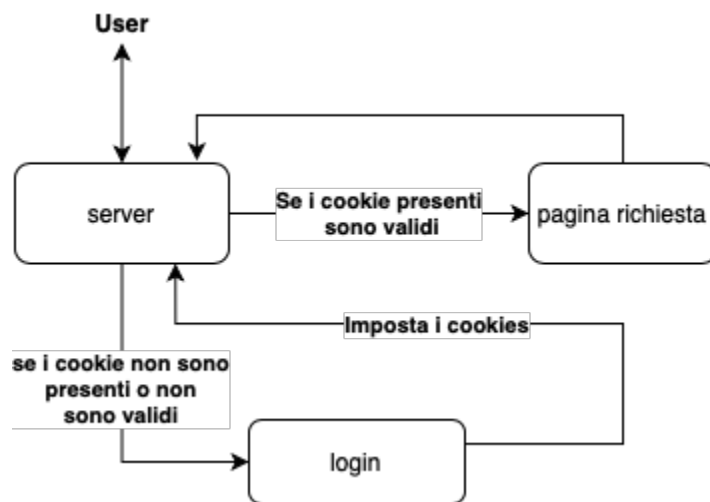 User
server
Se i cookie presenti
sono validi
pagina richiesta
Imposta i cookies
se i cookie non sono
presenti o non
sono validi
login